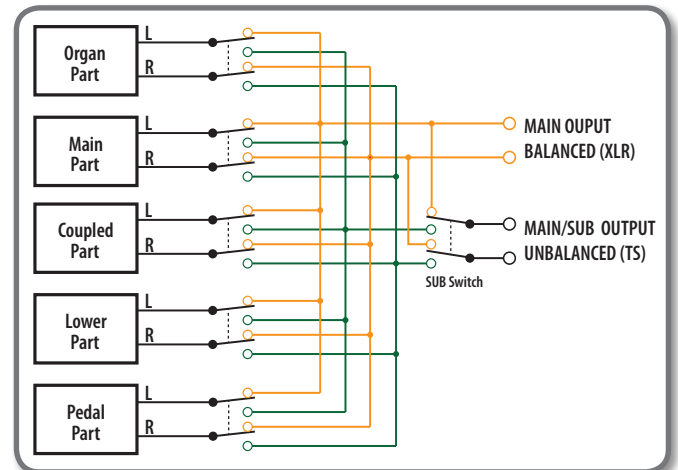 Organ
Part
L
R
Main
Part
L
R
MAIN OUPUT
BALANCED (XLR)
Coupled
Part
L
R
MAIN/SUB OUTPUT
UNBALANCED (TS)
SUB Switch
Lower
Part
L
R
Pedal
Part
L
R